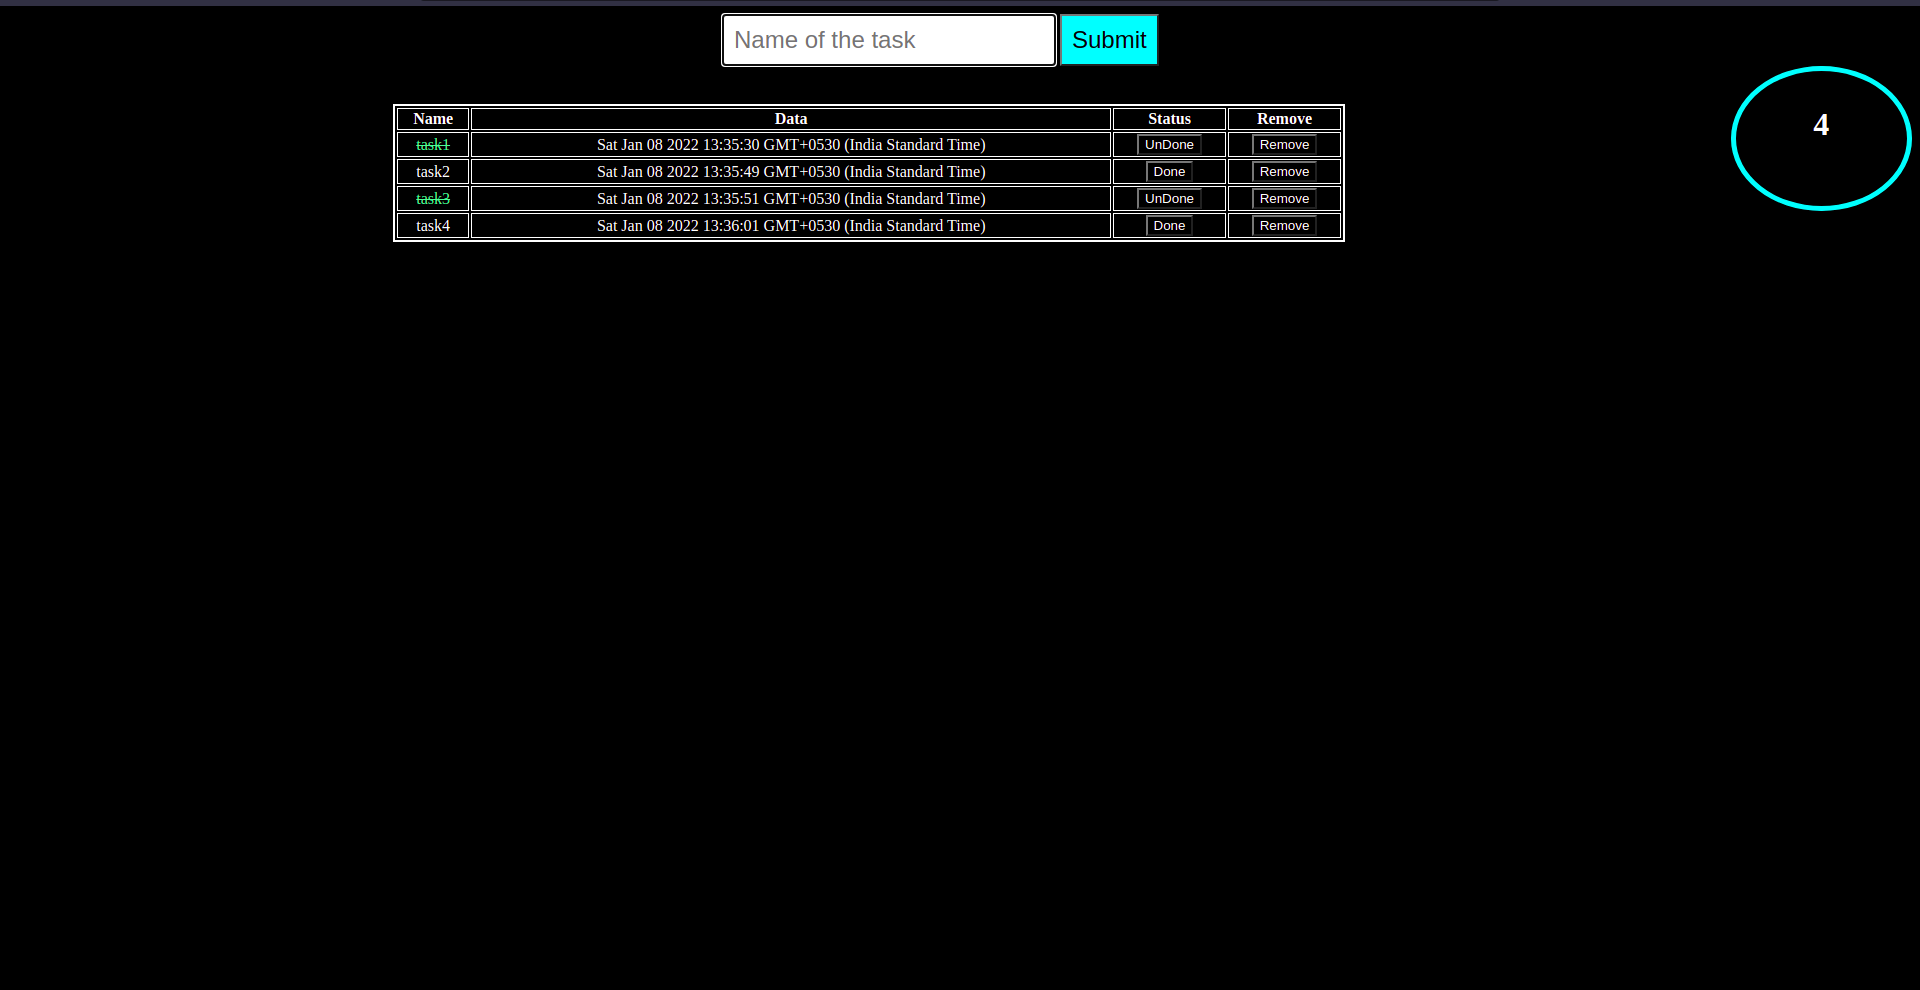 Name of the task Submit
4
Name Data Status Remove
task1 Sat Jan 08 2022 13:35:30 GMT+0530 (India Standard Time) UnDone Remove
task2 Sat Jan 08 2022 13:35:49 GMT+0530 (India Standard Time) Done Remove
task3 Sat Jan 08 2022 13:35:51 GMT+0530 (India Standard Time) UnDone Remove
task4 Sat Jan 08 2022 13:36:01 GMT+0530 (India Standard Time) Done Remove